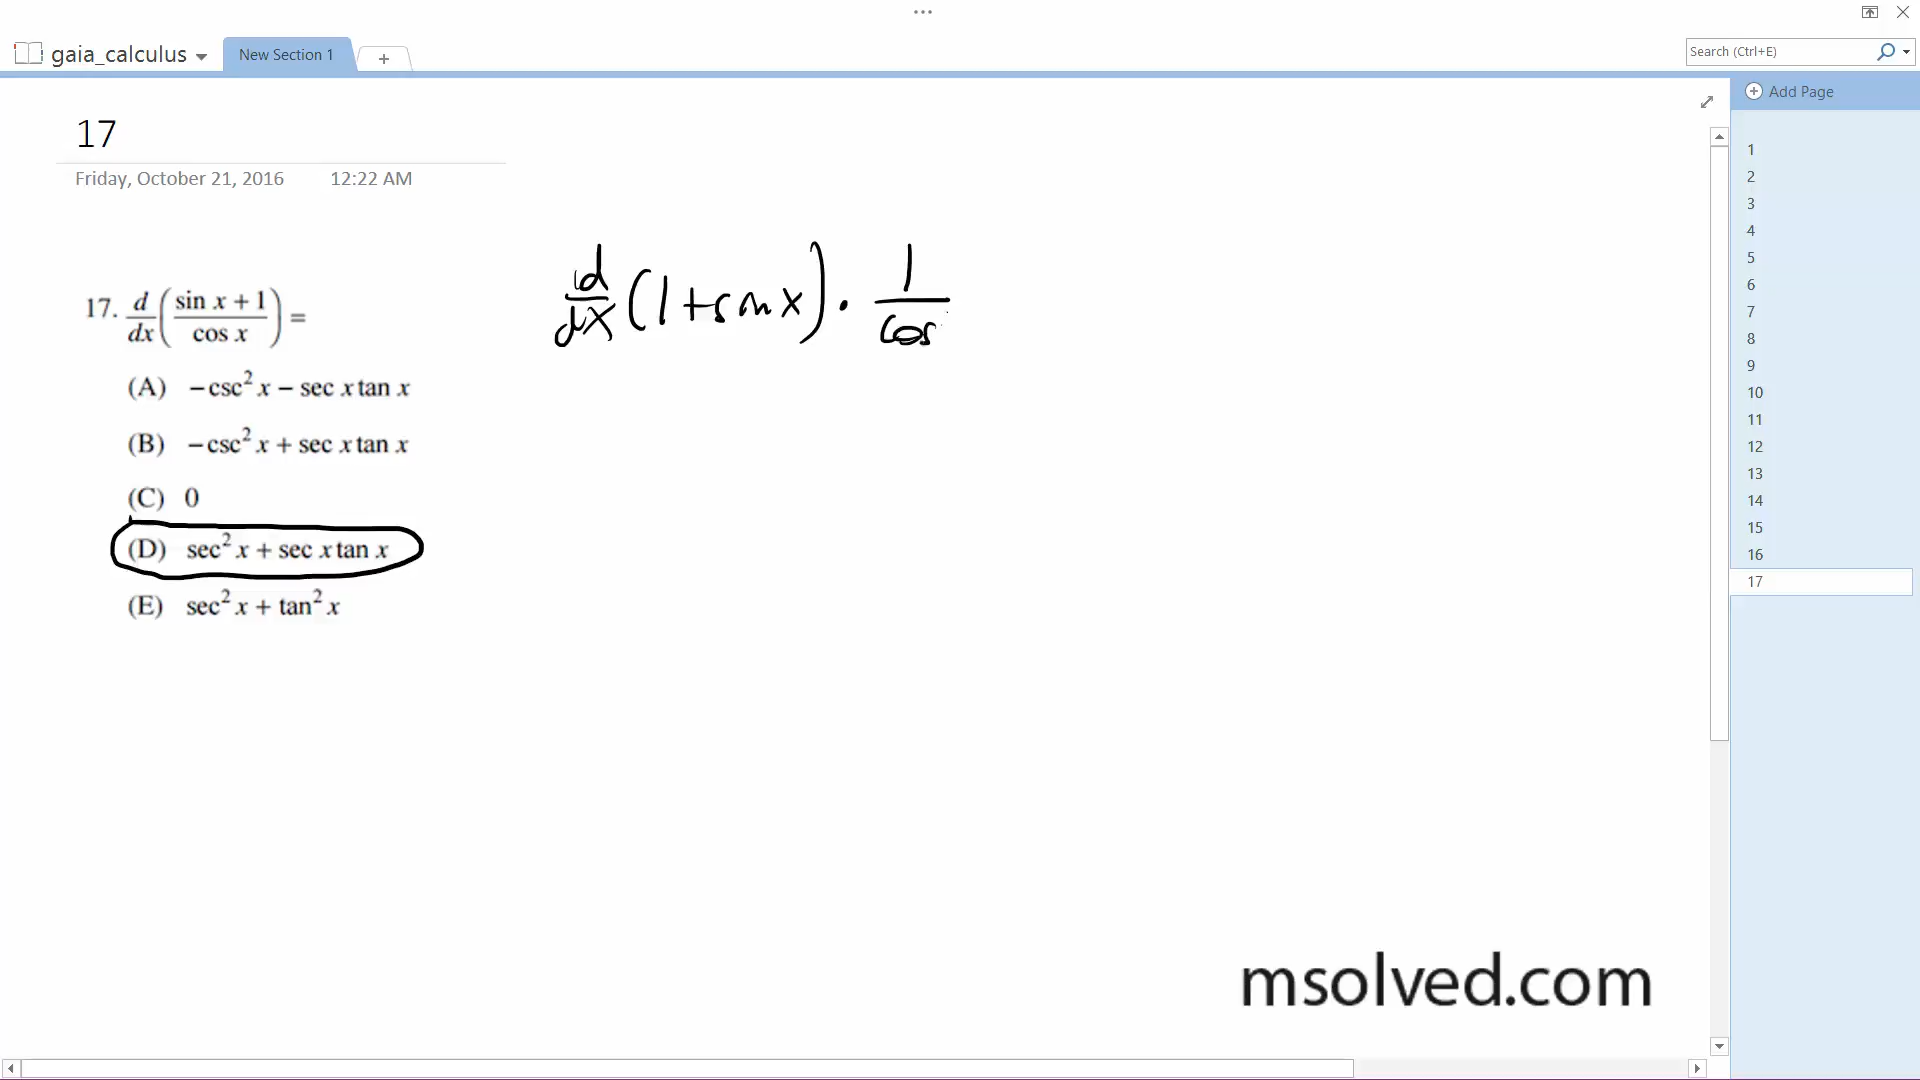 gaia_calculus
New Section 1
+
Search (Ctrl+E)
Add Page
17
Friday, October 21, 2016 12:22 AM
17. d/dx((sin x + 1)/(cos x)) =
(A) −csc² x − sec x tan x
(B) −csc² x + sec x tan x
(C) 0
(D) sec² x + sec x tan x
(E) sec² x + tan² x
d/dx (1 + sin x) · 1/cos
1
2
3
4
5
6
7
8
9
10
11
12
13
14
15
16
17
msolved.com